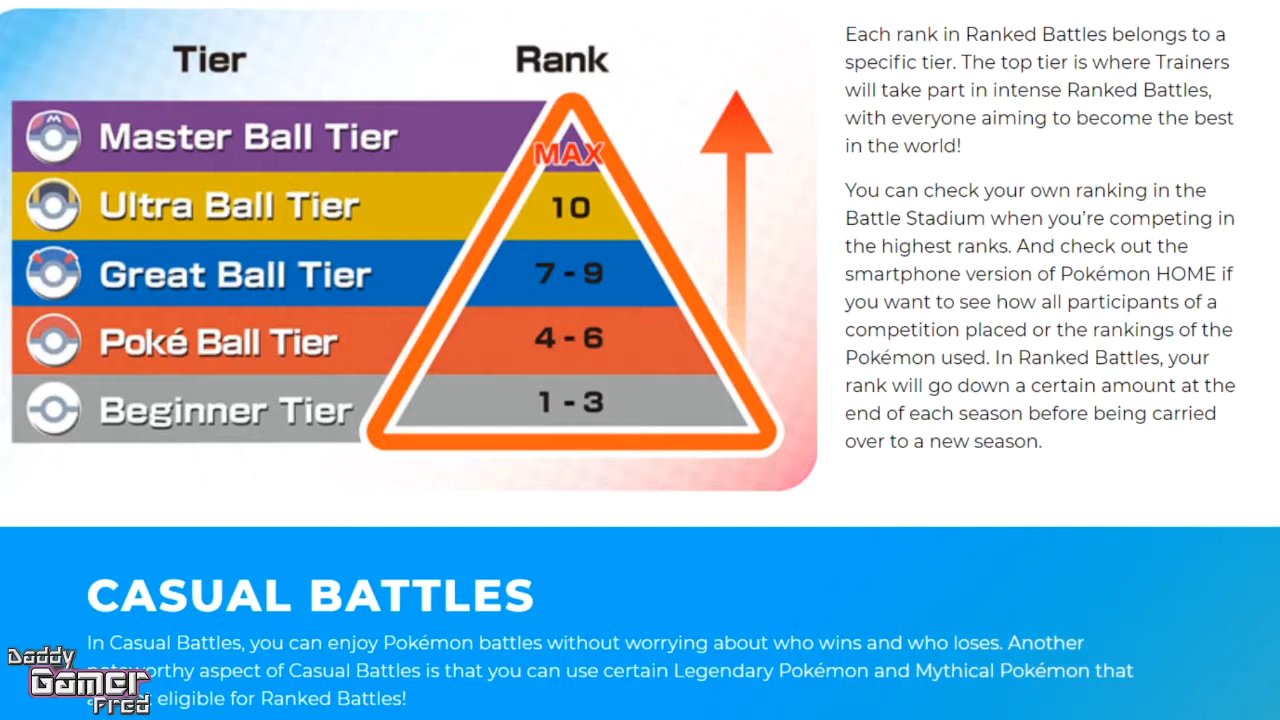 Tier Rank
Master Ball Tier MAX
Ultra Ball Tier 10
Great Ball Tier 7 - 9
Poké Ball Tier 4 - 6
Beginner Tier 1 - 3
Each rank in Ranked Battles belongs to a
specific tier. The top tier is where Trainers
will take part in intense Ranked Battles,
with everyone aiming to become the best
in the world!
You can check your own ranking in the
Battle Stadium when you're competing in
the highest ranks. And check out the
smartphone version of Pokémon HOME if
you want to see how all participants of a
competition placed or the rankings of the
Pokémon used. In Ranked Battles, your
rank will go down a certain amount at the
end of each season before being carried
over to a new season.
CASUAL BATTLES
In Casual Battles, you can enjoy Pokémon battles without worrying about who wins and who loses. Another
aspect of Casual Battles is that you can use certain Legendary Pokémon and Mythical Pokémon that
eligible for Ranked Battles!
Daddy
Gamer
Fred